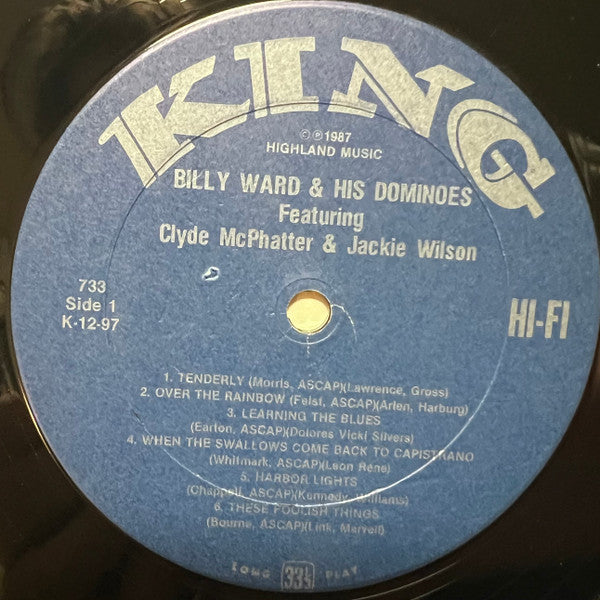 KING
©℗1987
HIGHLAND MUSIC
BILLY WARD & HIS DOMINOES
Featuring
Clyde McPhatter & Jackie Wilson
733
Side 1
K-12-97
HI-FI
1. TENDERLY (Morris, ASCAP)(Lawrence, Gross)
2. OVER THE RAINBOW (Feist, ASCAP)(Arlen, Harburg)
3. LEARNING THE BLUES
(Barton, ASCAP)(Dolores Vicki Silvers)
4. WHEN THE SWALLOWS COME BACK TO CAPISTRANO
(Whitmark, ASCAP)(Leon Rene)
5. HARBOR LIGHTS
(Chappell, ASCAP)(Kennedy, Williams)
6. THESE FOOLISH THINGS
(Bourne, ASCAP)(Link, Marvell)
LONG 33⅓ PLAY